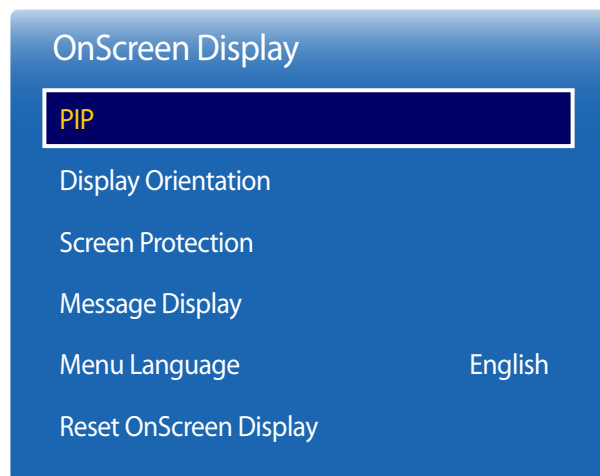 OnScreen Display
PIP
Display Orientation
Screen Protection
Message Display
Menu Language English
Reset OnScreen Display